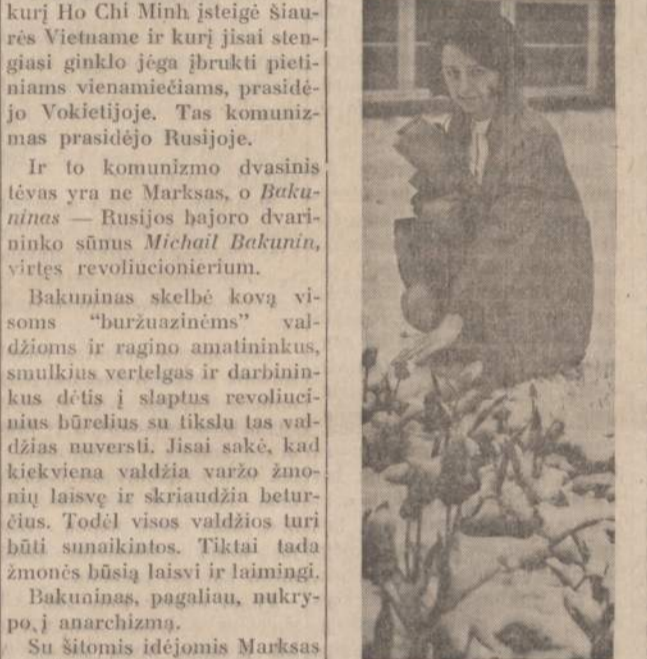 kurį Ho Chi Minh įsteigė šiau-
rės Vietname ir kurį jisai sten-
giasi ginklo jėga įbrukti pieti-
niams vienamiečiams, prasidė-
jo Vokietijoje. Tas komuniz-
mas prasidėjo Rusijoje.
Ir to komunizmo dvasinis
tėvas yra ne Marksas, o Baku-
ninas — Rusijos bajoro dvari-
ninko sūnus Michail Bakunin,
virtęs revoliucionierium.
Bakuninas skelbė kovą vi-
soms “buržuazinėms” val-
džioms ir ragino amatininkus,
smulkius vertelgas ir darbinin-
kus dėtis į slaptus revoliuci-
nius būrelius su tikslu tas val-
džias nuversti. Jisai sakė, kad
kiekviena valdžia varžo žmo-
nių laisvę ir skriaudžia betur-
čius. Todėl visos valdžios turi
būti sunaikintos. Tiktai tada
žmonės būsią laisvi ir laimingi.
Bakuninas, pagaliau, nukry-
po į anarchizmą.
Su šitomis idėjomis Marksas